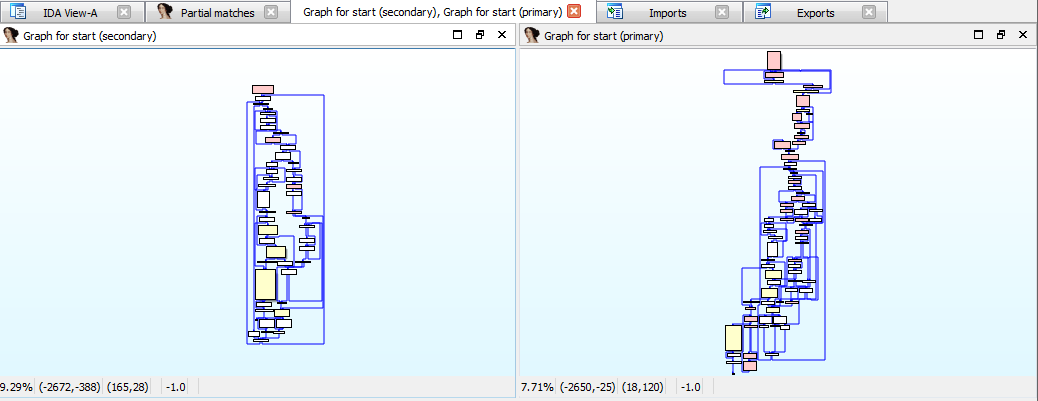 IDA View-A
Partial matches
Graph for start (secondary), Graph for start (primary)
Imports
Exports
Graph for start (secondary)
Graph for start (primary)
9.29% (-2672,-388) (165,28) -1.0
7.71% (-2650,-25) (18,120) -1.0